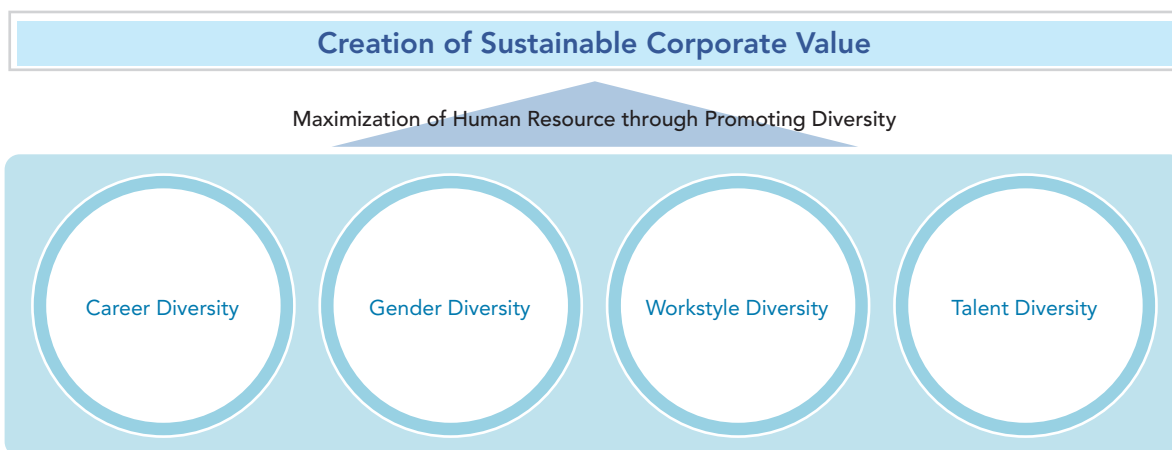 Creation of Sustainable Corporate Value
Maximization of Human Resource through Promoting Diversity
Career Diversity
Gender Diversity
Workstyle Diversity
Talent Diversity